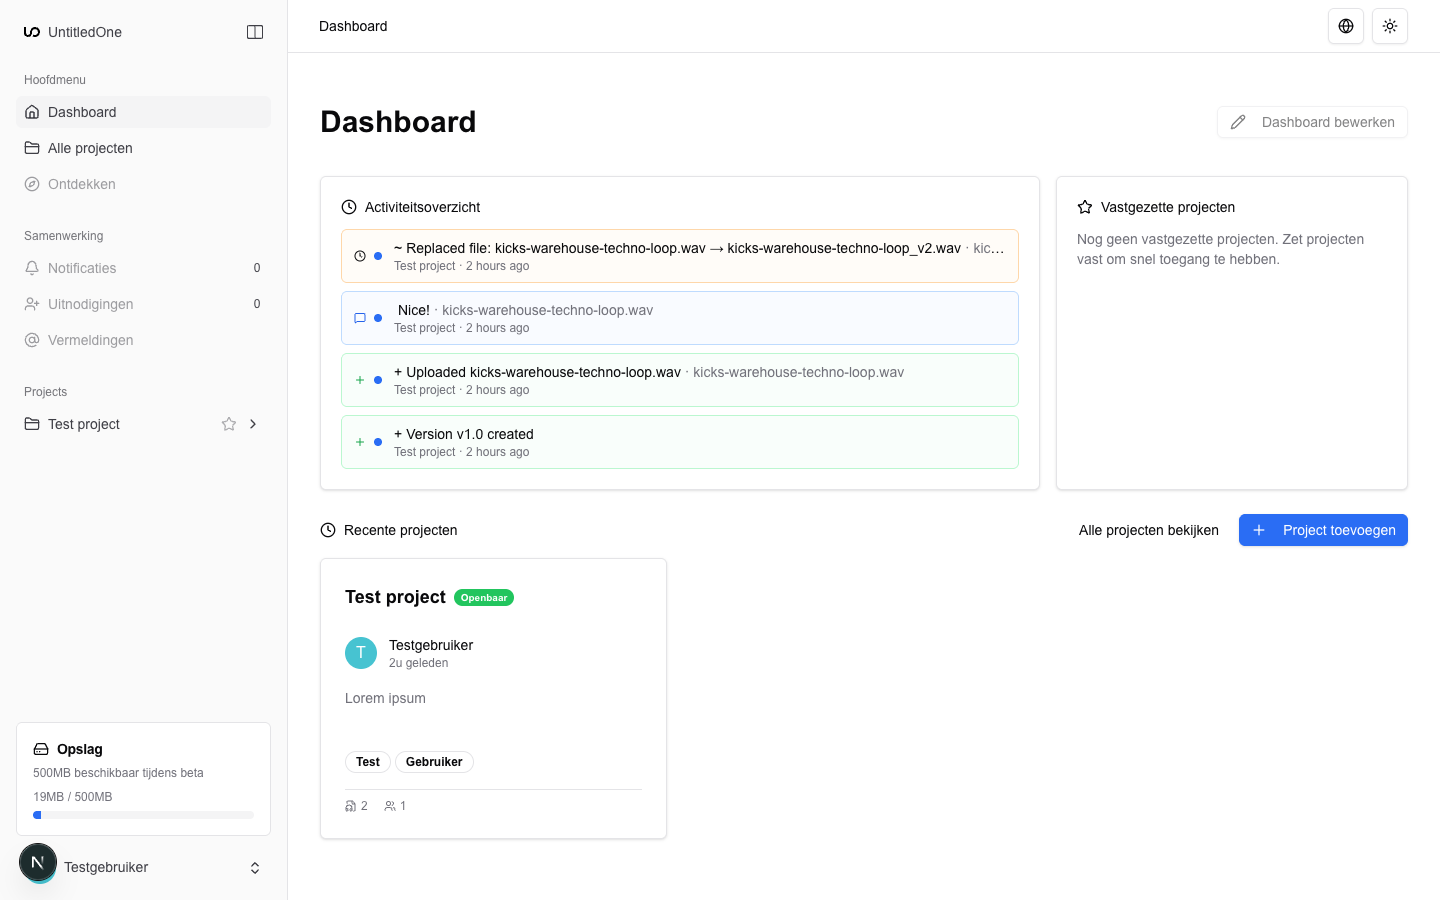 UntitledOne
Hoofdmenu
Dashboard
Alle projecten
Ontdekken
Samenwerking
Notificaties 0
Uitnodigingen 0
Vermeldingen
Projects
Test project
Opslag
500MB beschikbaar tijdens beta
19MB / 500MB
N Testgebruiker
Dashboard
Dashboard
Dashboard bewerken
Activiteitsoverzicht
~ Replaced file: kicks-warehouse-techno-loop.wav → kicks-warehouse-techno-loop_v2.wav · kic…
Test project · 2 hours ago
Nice! · kicks-warehouse-techno-loop.wav
Test project · 2 hours ago
+ Uploaded kicks-warehouse-techno-loop.wav · kicks-warehouse-techno-loop.wav
Test project · 2 hours ago
+ Version v1.0 created
Test project · 2 hours ago
Vastgezette projecten
Nog geen vastgezette projecten. Zet projecten
vast om snel toegang te hebben.
Recente projecten
Alle projecten bekijken
Project toevoegen
Test project Openbaar
T Testgebruiker
2u geleden
Lorem ipsum
Test Gebruiker
2 1